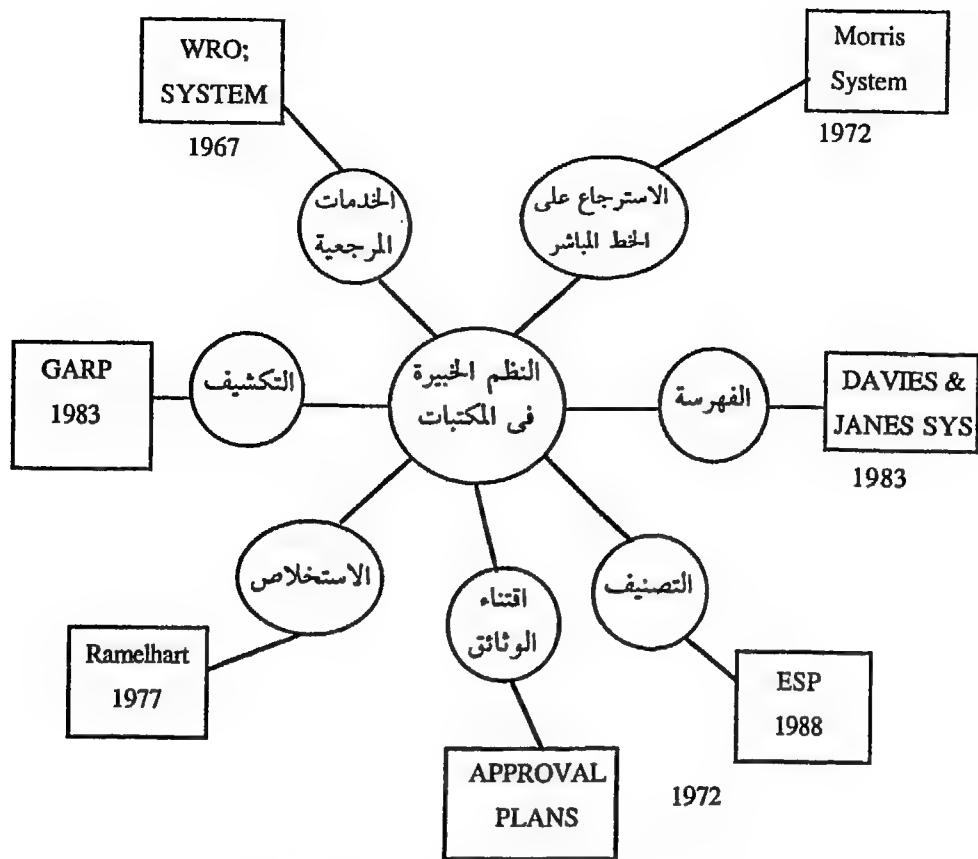 WRO;
SYSTEM
1967
Morris
System
1972
الخدمات
المرجعية
الاسترجاع على
الخط المباشر
GARP
1983
التكشيف
النظم الخبيرة
فى المكتبات
الفهرسة
DAVIES &
JANES SYS
1983
الاستخلاص
اقتناء
الوثائق
التصنيف
Ramelhart
1977
ESP
1988
APPROVAL
PLANS
1972